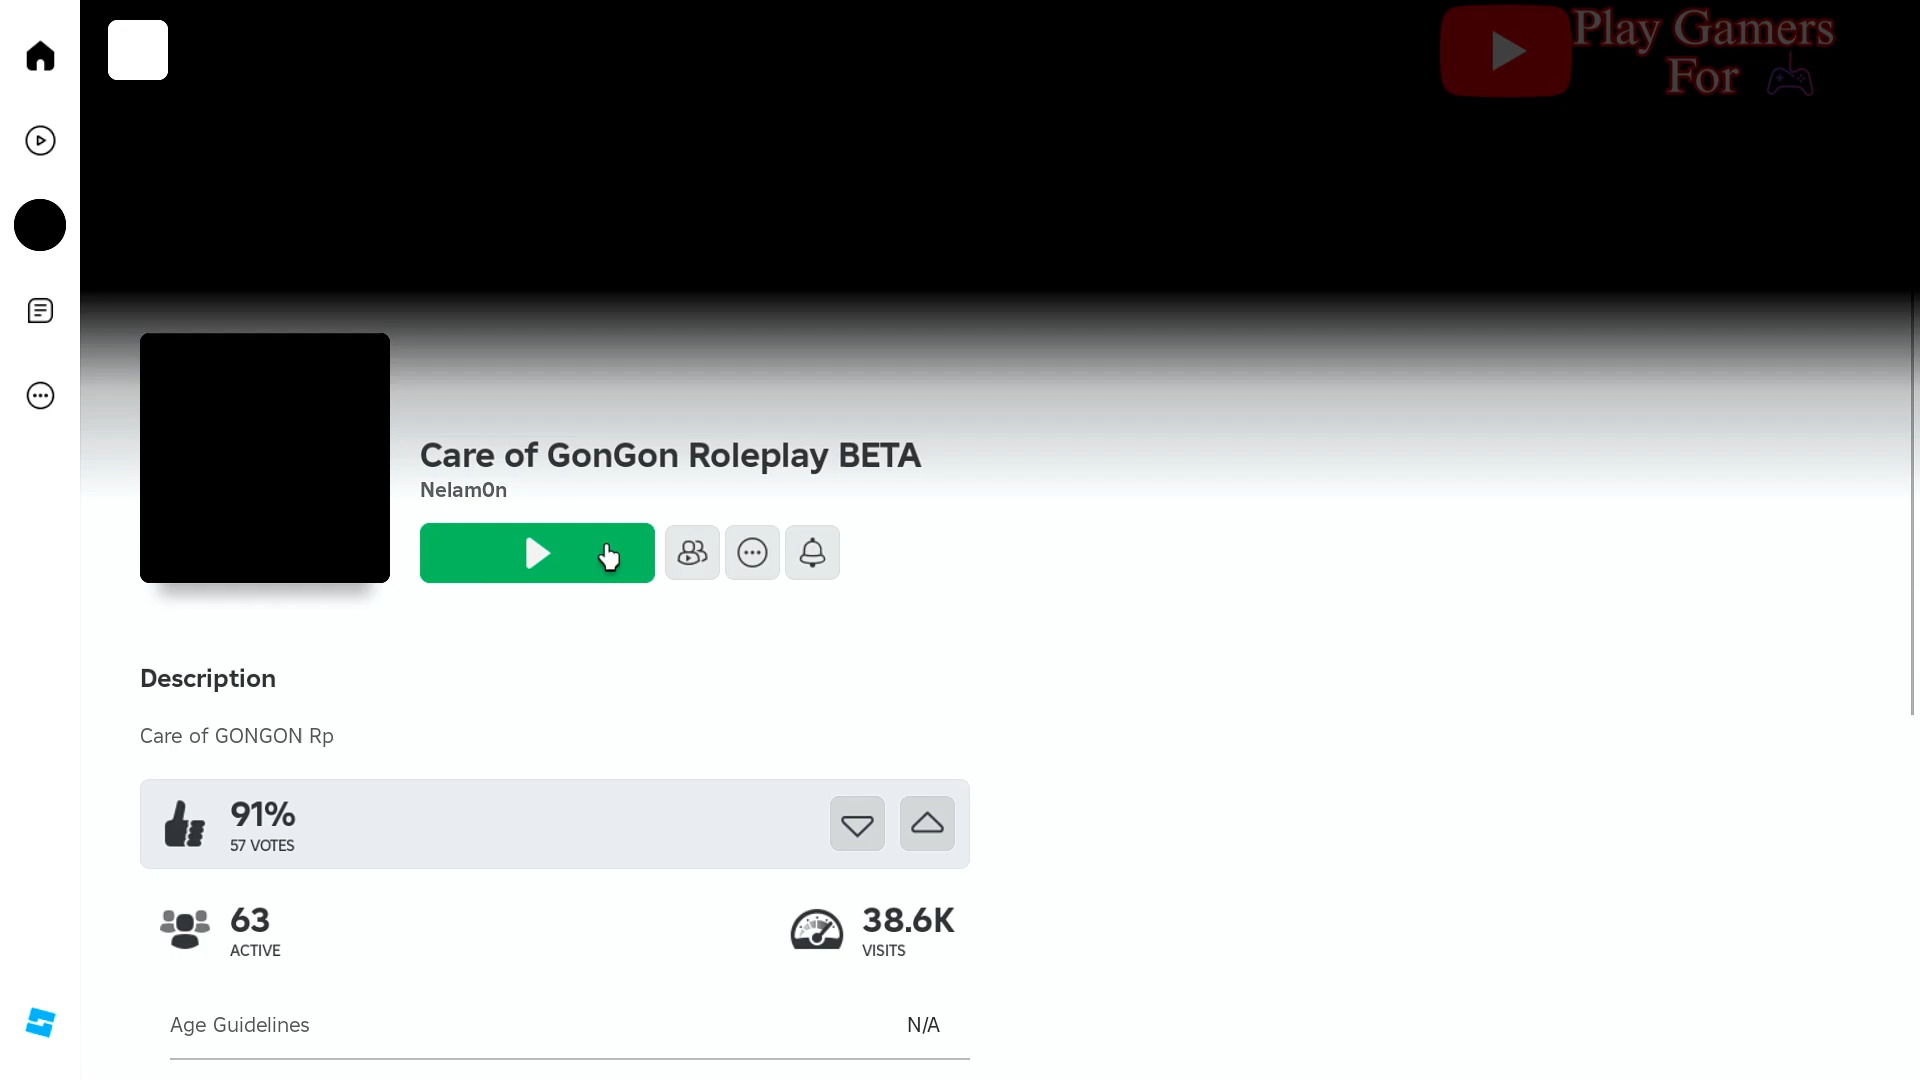 Play Gamers
For
Care of GonGon Roleplay BETA
Nelam0n
Description
Care of GONGON Rp
91%
57 VOTES
63
ACTIVE
38.6K
VISITS
Age Guidelines
N/A